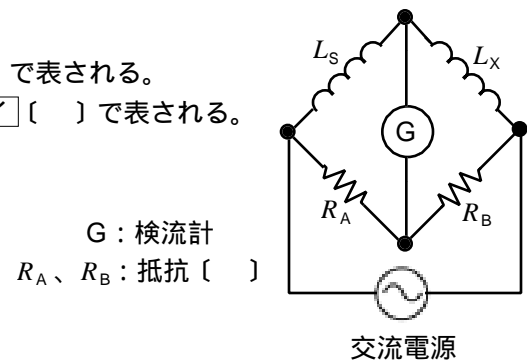 で表される。
イ 〔　〕で表される。
L_S
L_X
G
R_A
R_B
G：検流計
R_A、R_B：抵抗〔　〕
交流電源